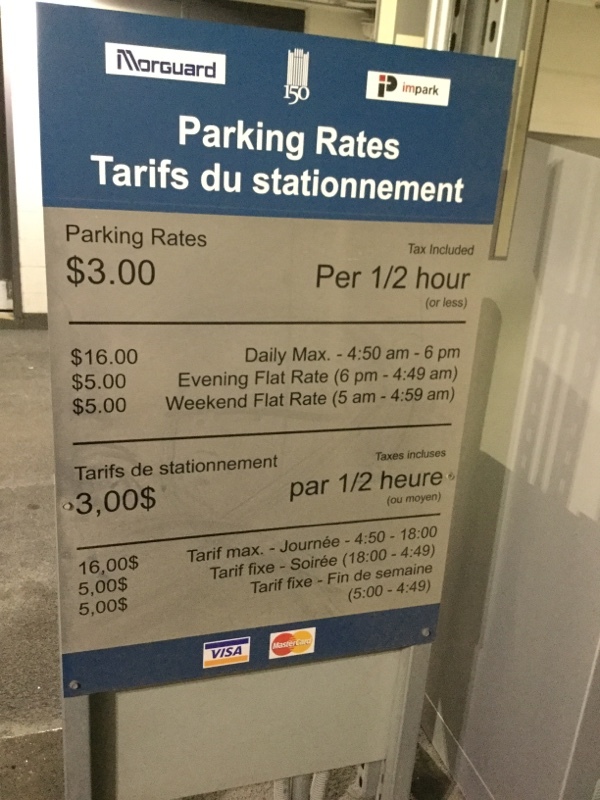 Morguard
150
impark
Parking Rates
Tarifs du stationnement
Parking Rates
Tax Included
$3.00 Per 1/2 hour
(or less)
$16.00 Daily Max. - 4:50 am - 6 pm
$5.00 Evening Flat Rate (6 pm - 4:49 am)
$5.00 Weekend Flat Rate (5 am - 4:59 am)
Tarifs de stationnement
Taxes incluses
3,00$ par 1/2 heure
(ou moyen)
16,00$ Tarif max. - Journée - 4:50 - 18:00
5,00$ Tarif fixe - Soirée (18:00 - 4:49)
5,00$ Tarif fixe - Fin de semaine
(5:00 - 4:49)
VISA
MasterCard